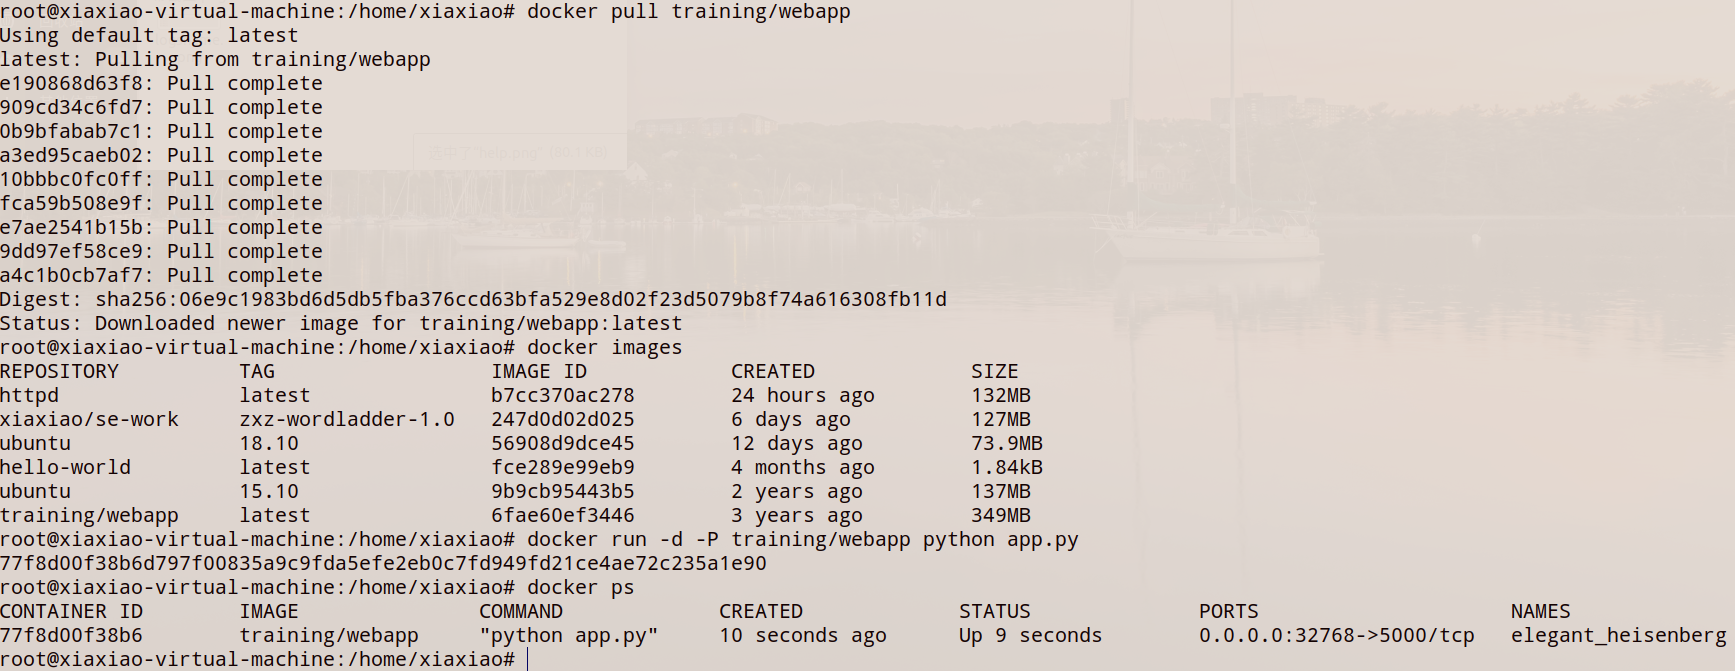 root@xiaxiao-virtual-machine:/home/xiaxiao# docker pull training/webapp
Using default tag: latest
latest: Pulling from training/webapp
e190868d63f8: Pull complete
909cd34c6fd7: Pull complete
0b9bfabab7c1: Pull complete
a3ed95caeb02: Pull complete
10bbbc0fc0ff: Pull complete
fca59b508e9f: Pull complete
e7ae2541b15b: Pull complete
9dd97ef58ce9: Pull complete
a4c1b0cb7af7: Pull complete
Digest: sha256:06e9c1983bd6d5db5fba376ccd63bfa529e8d02f23d5079b8f74a616308fb11d
Status: Downloaded newer image for training/webapp:latest
root@xiaxiao-virtual-machine:/home/xiaxiao# docker images
REPOSITORY          TAG                 IMAGE ID            CREATED             SIZE
httpd               latest              b7cc370ac278        24 hours ago        132MB
xiaxiao/se-work     zxz-wordladder-1.0   247d0d02d025        6 days ago          127MB
ubuntu              18.10               56908d9dce45        12 days ago         73.9MB
hello-world         latest              fce289e99eb9        4 months ago        1.84kB
ubuntu              15.10               9b9cb95443b5        2 years ago         137MB
training/webapp     latest              6fae60ef3446        3 years ago         349MB
root@xiaxiao-virtual-machine:/home/xiaxiao# docker run -d -P training/webapp python app.py
77f8d00f38b6d797f00835a9c9fda5efe2eb0c7fd949fd21ce4ae72c235a1e90
root@xiaxiao-virtual-machine:/home/xiaxiao# docker ps
CONTAINER ID        IMAGE               COMMAND             CREATED             STATUS              PORTS                     NAMES
77f8d00f38b6        training/webapp     "python app.py"     10 seconds ago      Up 9 seconds        0.0.0.0:32768->5000/tcp   elegant_heisenberg
root@xiaxiao-virtual-machine:/home/xiaxiao#